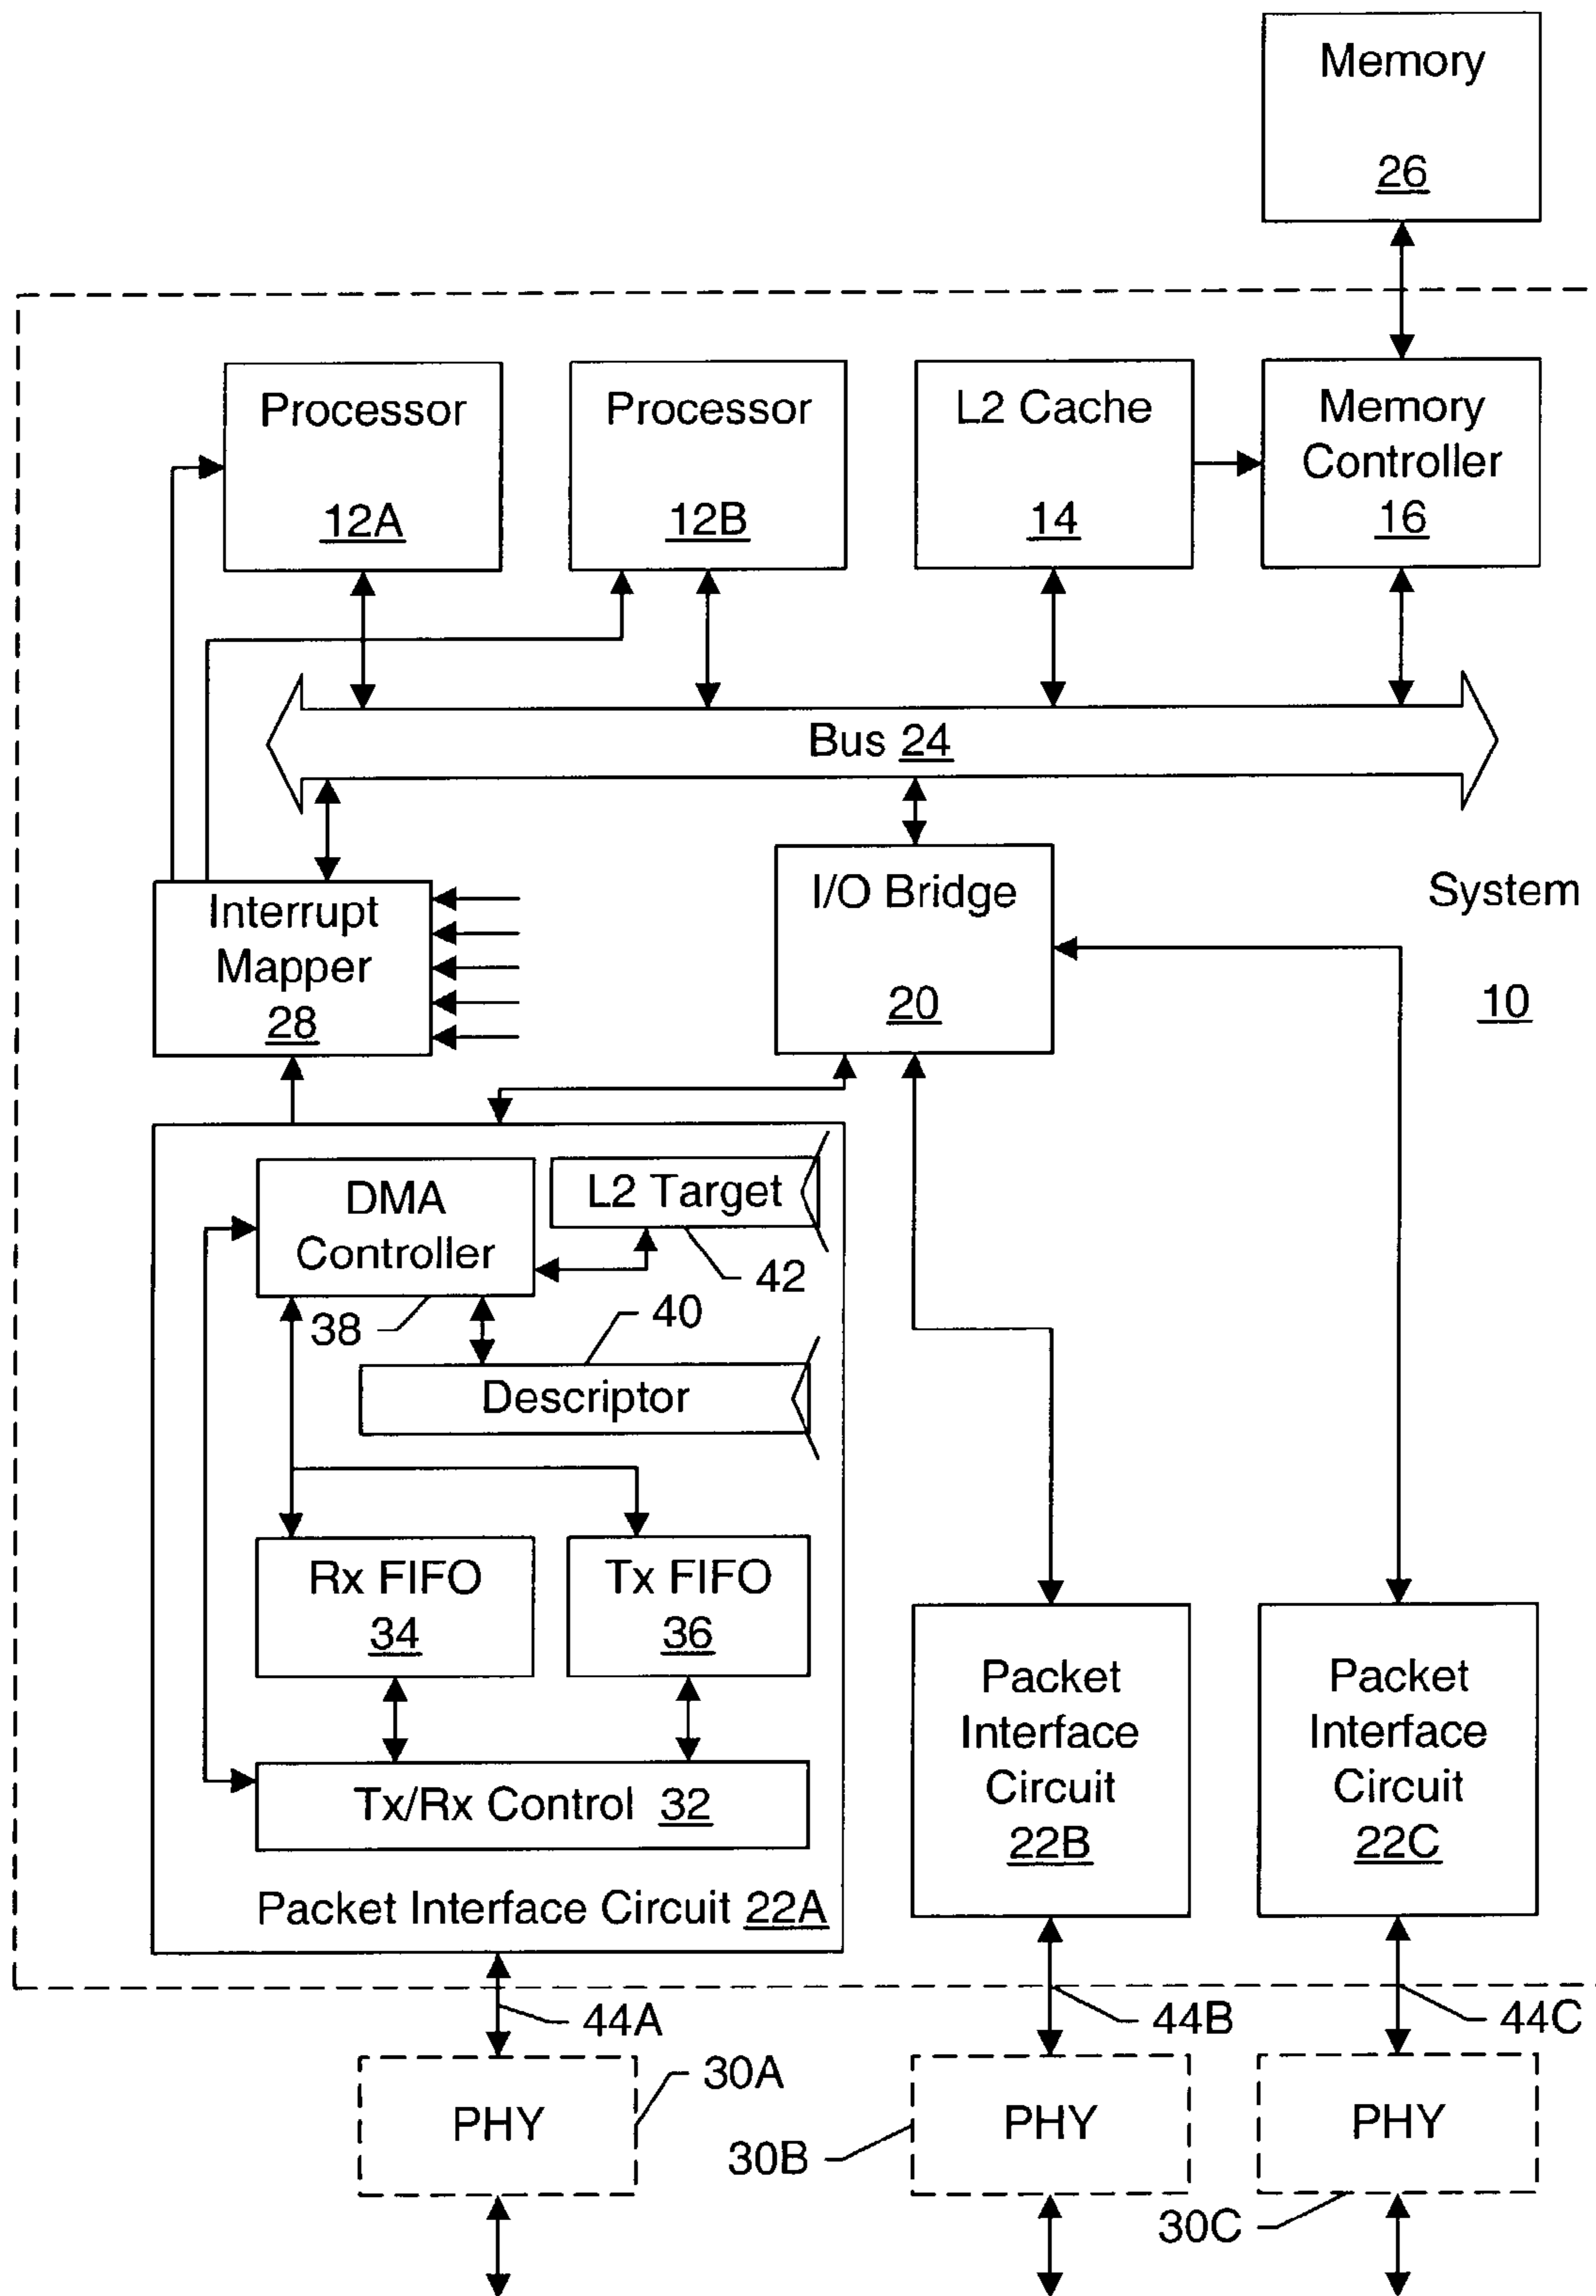 Memory
26
Processor
12A
Processor
12B
L2 Cache
14
Memory
Controller
16
Bus 24
Interrupt
Mapper
28
I/O Bridge
20
System
10
DMA
Controller
38
L2 Target
42
40
Descriptor
Rx FIFO
34
Tx FIFO
36
Tx/Rx Control 32
Packet Interface Circuit 22A
Packet
Interface
Circuit
22B
Packet
Interface
Circuit
22C
44A
44B
44C
PHY
30A
PHY
30B
PHY
30C